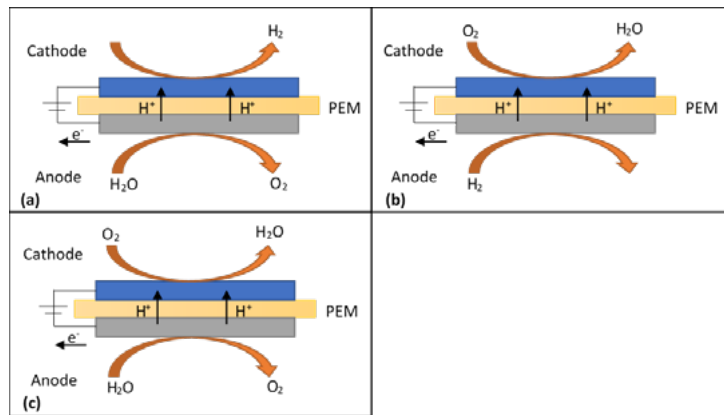 H₂
Cathode
H⁺ H⁺
PEM
e⁻
Anode
H₂O O₂
(a)
O₂ H₂O
Cathode
H⁺ H⁺
PEM
e⁻
Anode
H₂
(b)
O₂ H₂O
Cathode
H⁺ H⁺
PEM
e⁻
Anode
H₂O O₂
(c)